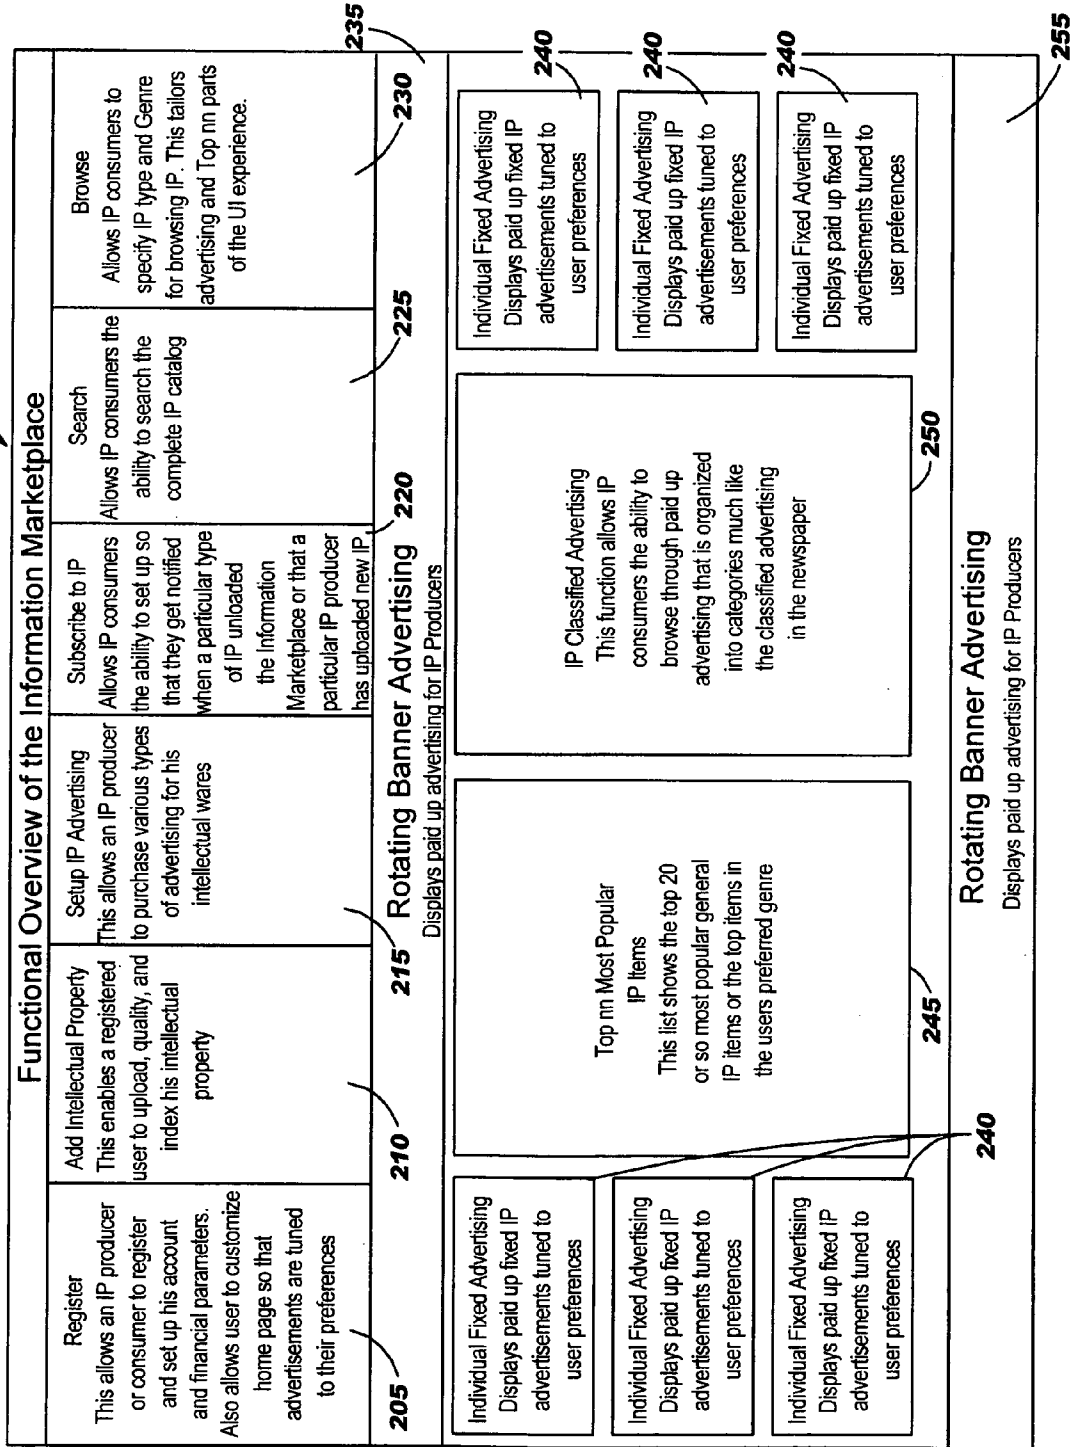 Functional Overview of the Information Marketplace
Register
This allows an IP producer
or consumer to register
and set up his account
and financial parameters.
Also allows user to customize
home page so that
advertisements are tuned
to their preferences
205
Add Intellectual Property
This enables a registered
user to upload, quality, and
index his intellectual
property
210
Setup IP Advertising
This allows an IP producer
to purchase various types
of advertising for his
intellectual wares
215
Subscribe to IP
Allows IP consumers
the ability to set up so
that they get notified
when a particular type
of IP unloaded
the Information
Marketplace or that a
particular IP producer
has uploaded new IP
220
Search
Allows IP consumers the
ability to search the
complete IP catalog
225
Browse
Allows IP consumers to
specify IP type and Genre
for browsing IP. This tailors
advertising and Top nn parts
of the UI experience.
230
Rotating Banner Advertising
Displays paid up advertising for IP Producers
235
Individual Fixed Advertising
Displays paid up fixed IP
advertisements tuned to
user preferences
Individual Fixed Advertising
Displays paid up fixed IP
advertisements tuned to
user preferences
Individual Fixed Advertising
Displays paid up fixed IP
advertisements tuned to
user preferences
240
Top nn Most Popular
IP Items
This list shows the top 20
or so most popular general
IP items or the top items in
the users preferred genre
245
IP Classified Advertising
This function allows IP
consumers the ability to
browse through paid up
advertising that is organized
into categories much like
the classified advertising
in the newspaper
250
Individual Fixed Advertising
Displays paid up fixed IP
advertisements tuned to
user preferences
240
Individual Fixed Advertising
Displays paid up fixed IP
advertisements tuned to
user preferences
240
Individual Fixed Advertising
Displays paid up fixed IP
advertisements tuned to
user preferences
240
Rotating Banner Advertising
Displays paid up advertising for IP Producers
255